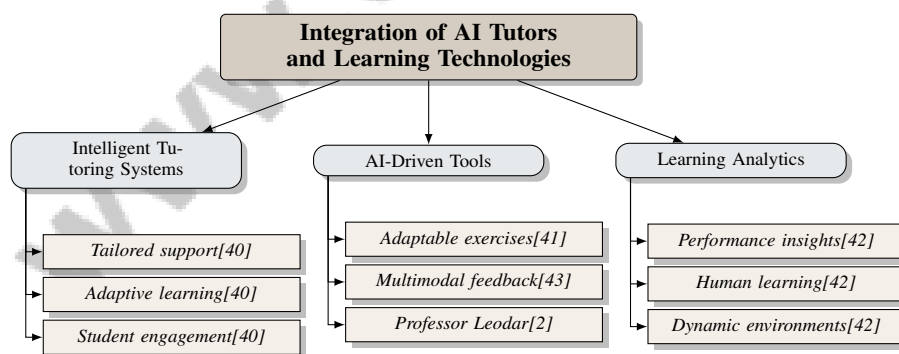 Integration of AI Tutors
and Learning Technologies
Intelligent Tu-
toring Systems
Tailored support[40]
Adaptive learning[40]
Student engagement[40]
AI-Driven Tools
Adaptable exercises[41]
Multimodal feedback[43]
Professor Leodar[2]
Learning Analytics
Performance insights[42]
Human learning[42]
Dynamic environments[42]